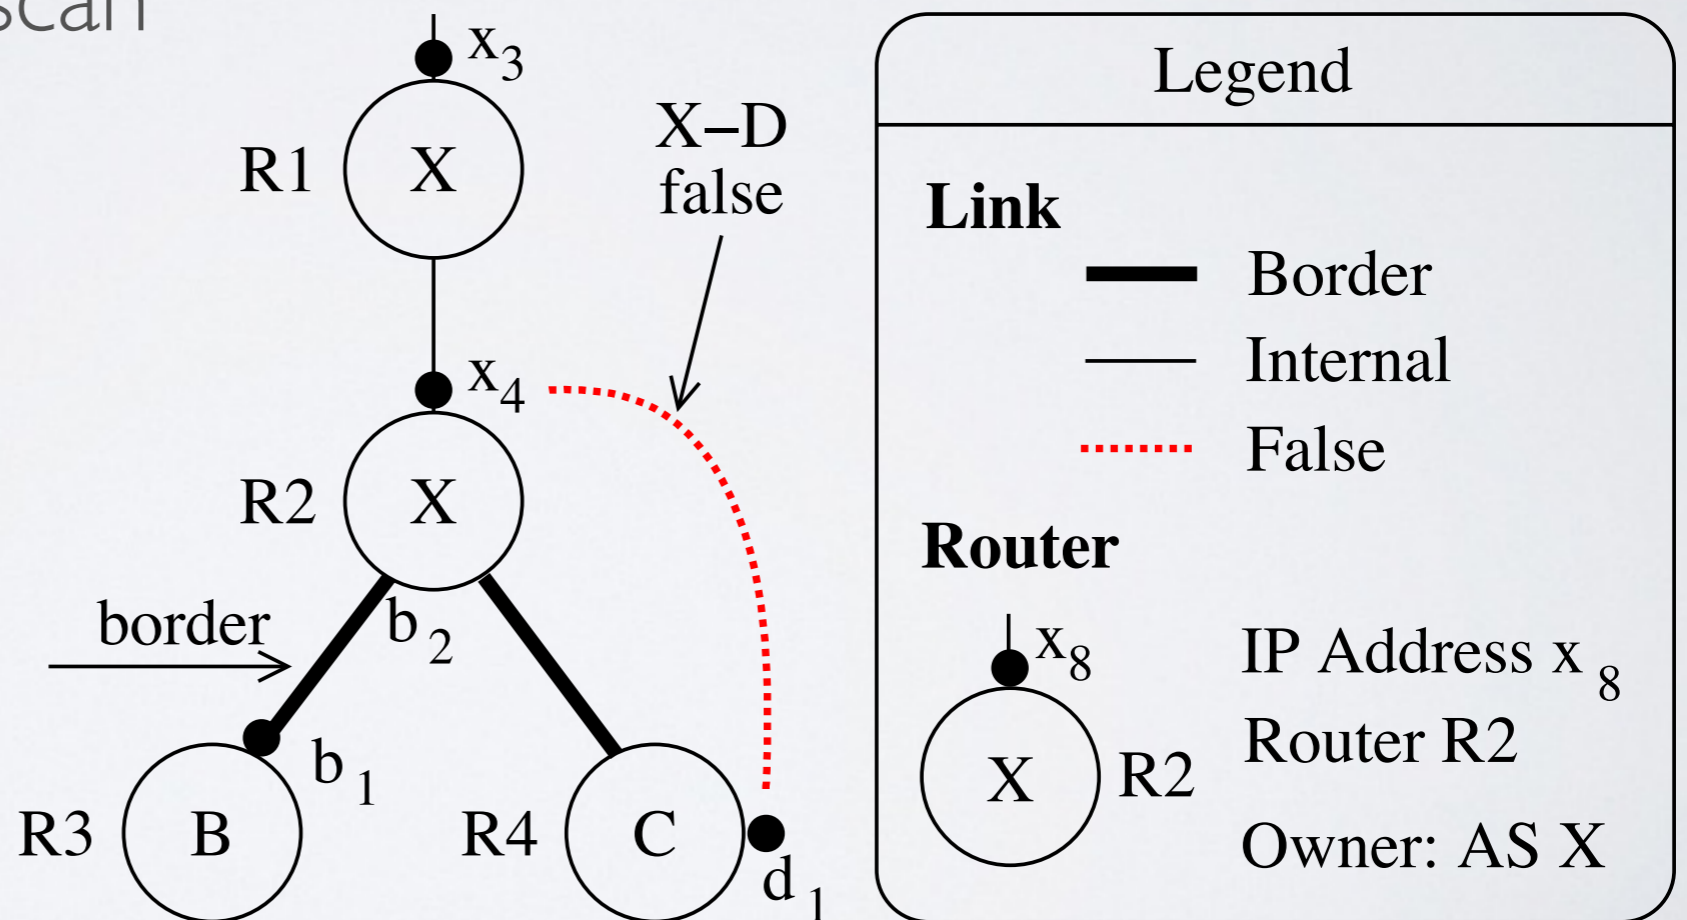 scan
x3
R1
X
X–D
false
x4
R2
X
border
b2
b1
R3
B
R4
C
d1
Legend
Link
Border
Internal
False
Router
x8
X
R2
IP Address x8
Router R2
Owner: AS X